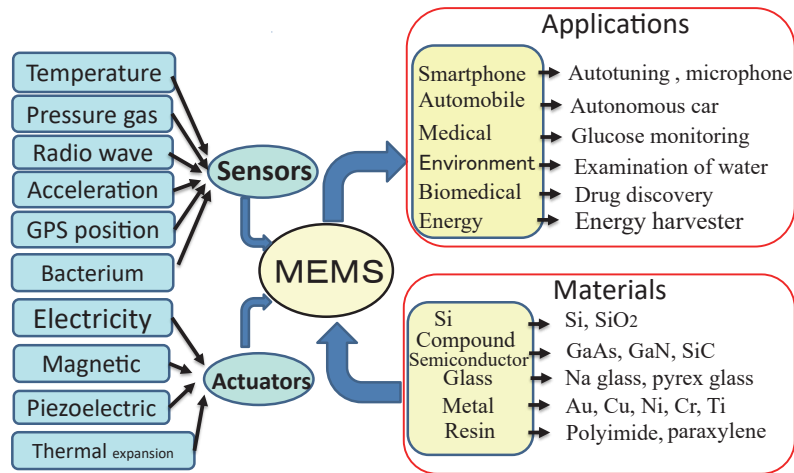 Temperature
Pressure gas
Radio wave
Acceleration
GPS position
Bacterium
Electricity
Magnetic
Piezoelectric
Thermal expansion
Sensors
Actuators
MEMS
Applications
Smartphone Autotuning , microphone
Automobile Autonomous car
Medical Glucose monitoring
Environment Examination of water
Biomedical Drug discovery
Energy Energy harvester
Materials
Si Si, SiO2
Compound
Semiconductor GaAs, GaN, SiC
Glass Na glass, pyrex glass
Metal Au, Cu, Ni, Cr, Ti
Resin Polyimide, paraxylene